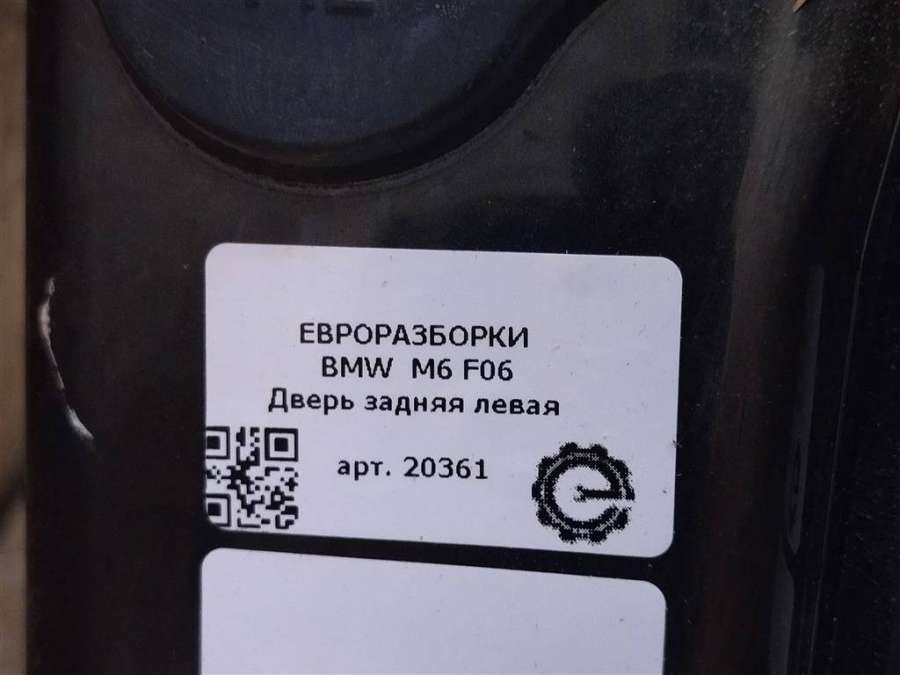 ЕВРОРАЗБОРКИ
BMW M6 F06
Дверь задняя левая
арт. 20361